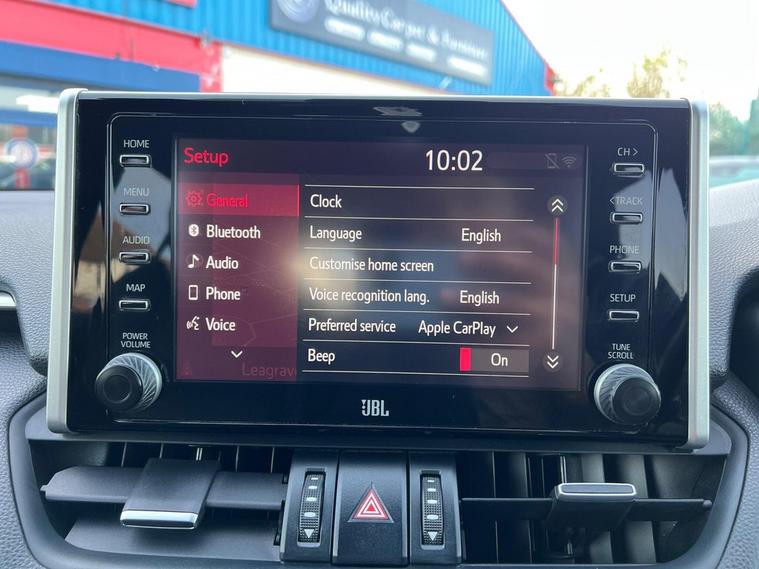 Quality Carpet & Furniture
HOME
MENU
AUDIO
MAP
POWER
VOLUME
Setup
10:02
General
Bluetooth
Audio
Phone
Voice
Leagrav
Clock
Language English
Customise home screen
Voice recognition lang. English
Preferred service Apple CarPlay
Beep On
CH >
< TRACK
PHONE
SETUP
TUNE
SCROLL
JBL